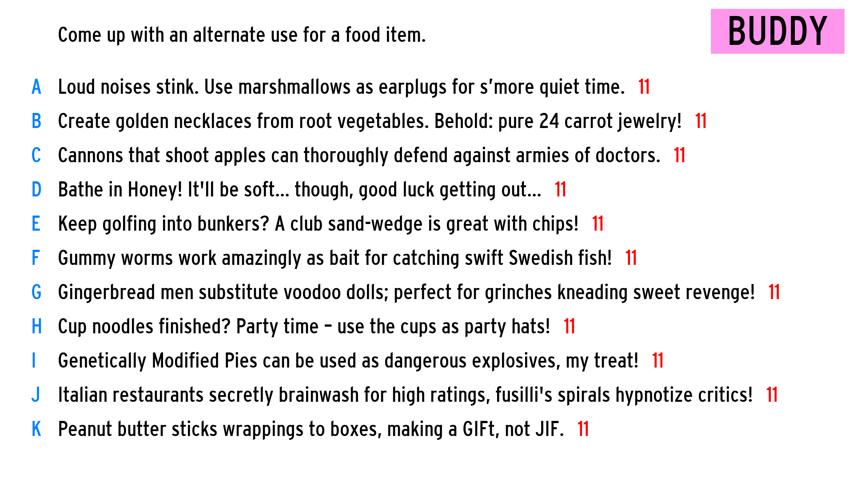 Come up with an alternate use for a food item.
BUDDY
A Loud noises stink. Use marshmallows as earplugs for s'more quiet time. 11
B Create golden necklaces from root vegetables. Behold: pure 24 carrot jewelry! 11
C Cannons that shoot apples can thoroughly defend against armies of doctors. 11
D Bathe in Honey! It'll be soft... though, good luck getting out... 11
E Keep golfing into bunkers? A club sand-wedge is great with chips! 11
F Gummy worms work amazingly as bait for catching swift Swedish fish! 11
G Gingerbread men substitute voodoo dolls; perfect for grinches kneading sweet revenge! 11
H Cup noodles finished? Party time – use the cups as party hats! 11
I Genetically Modified Pies can be used as dangerous explosives, my treat! 11
J Italian restaurants secretly brainwash for high ratings, fusilli's spirals hypnotize critics! 11
K Peanut butter sticks wrappings to boxes, making a GIFt, not JIF. 11